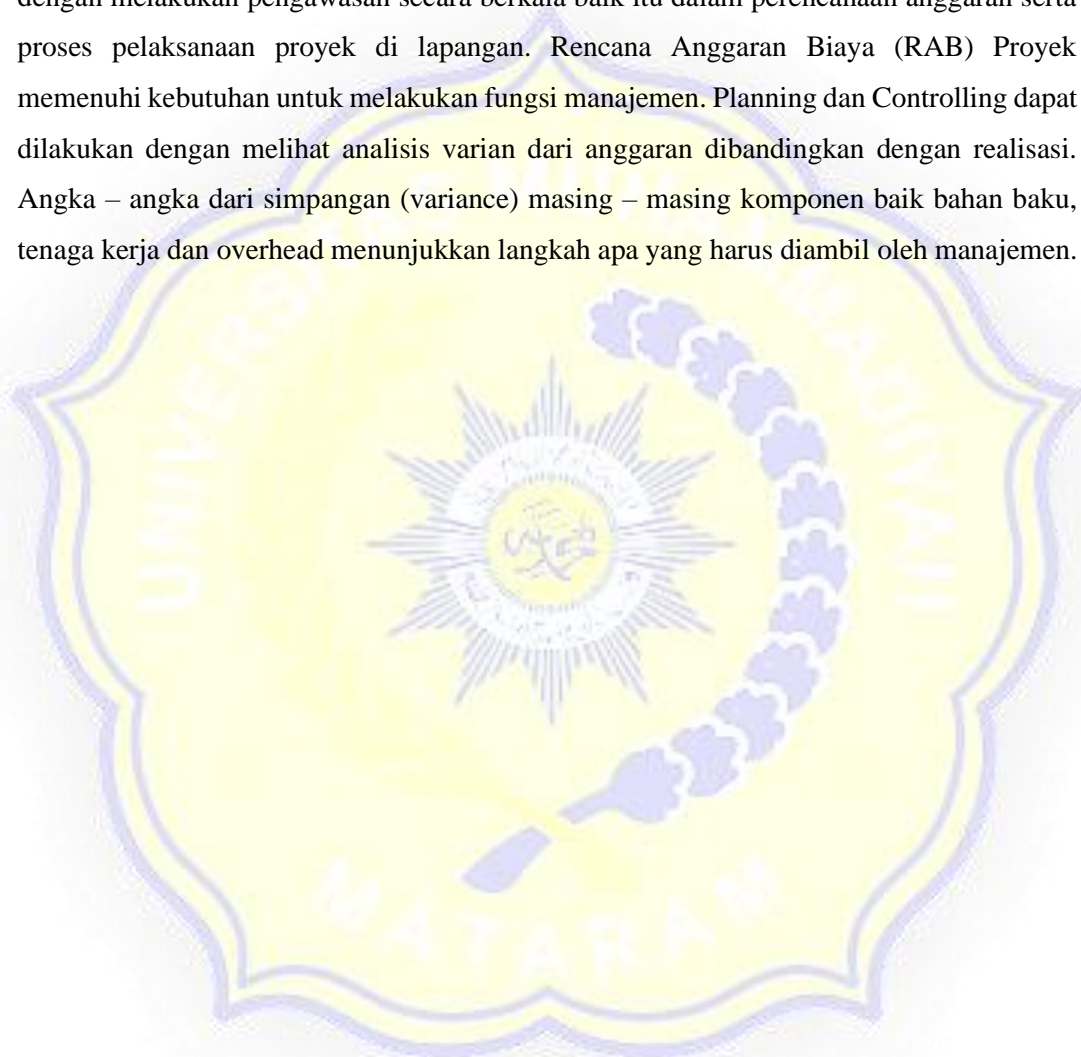 dengan melakukan pengawasan secara berkala baik itu dalam perencanaan anggaran serta
proses pelaksanaan proyek di lapangan. Rencana Anggaran Biaya (RAB) Proyek
memenuhi kebutuhan untuk melakukan fungsi manajemen. Planning dan Controlling dapat
dilakukan dengan melihat analisis varian dari anggaran dibandingkan dengan realisasi.
Angka – angka dari simpangan (variance) masing – masing komponen baik bahan baku,
tenaga kerja dan overhead menunjukkan langkah apa yang harus diambil oleh manajemen.
UNIVERSITAS MUHAMMADIYAH
MATARAM